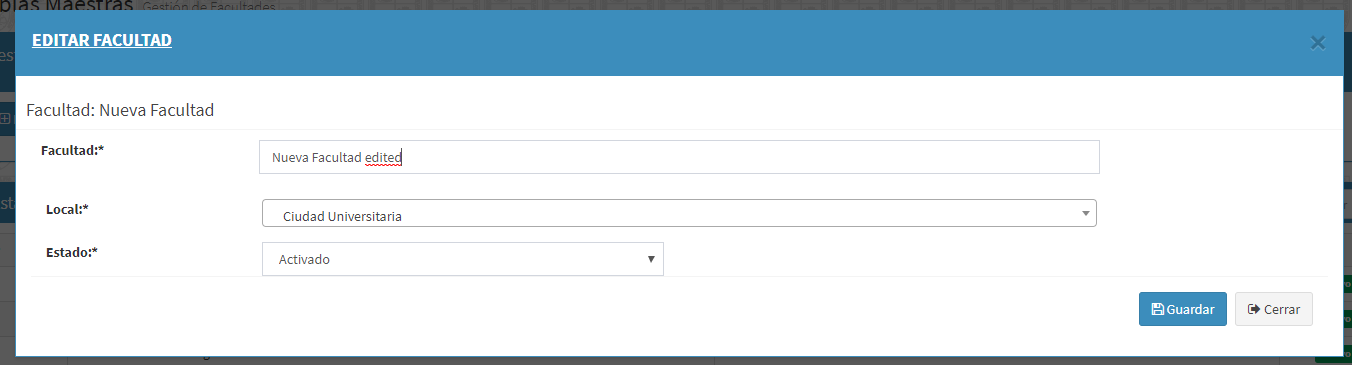 Maestras Gestión de Facultades
EDITAR FACULTAD
×
Facultad: Nueva Facultad
Facultad:* Nueva Facultad edited
Local:* Ciudad Universitaria
Estado:* Activado
Guardar Cerrar